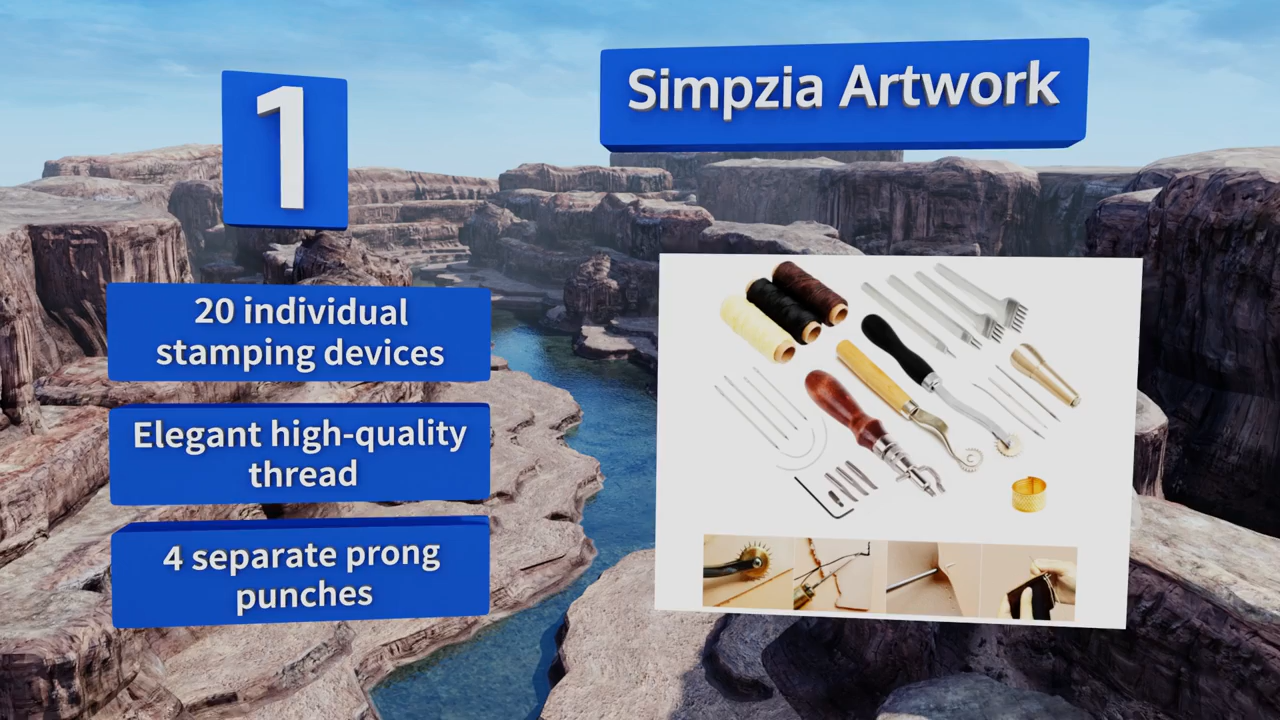 1
Simpzia Artwork
20 individual
stamping devices
Elegant high-quality
thread
4 separate prong
punches